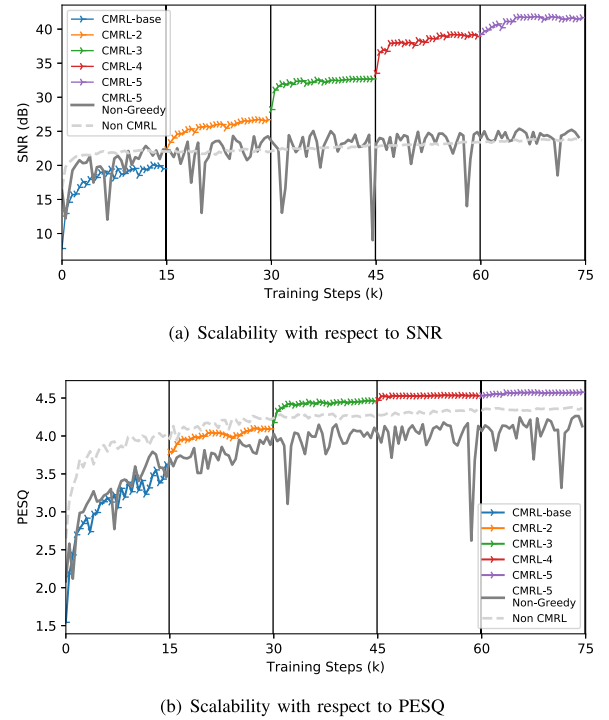 40
35
30
25
20
15
10
SNR (dB)
CMRL-base
CMRL-2
CMRL-3
CMRL-4
CMRL-5
CMRL-5
Non-Greedy
Non CMRL
0 15 30 45 60 75
Training Steps (k)
(a) Scalability with respect to SNR
4.5
4.0
3.5
3.0
2.5
2.0
1.5
PESQ
CMRL-base
CMRL-2
CMRL-3
CMRL-4
CMRL-5
CMRL-5
Non-Greedy
Non CMRL
0 15 30 45 60 75
Training Steps (k)
(b) Scalability with respect to PESQ